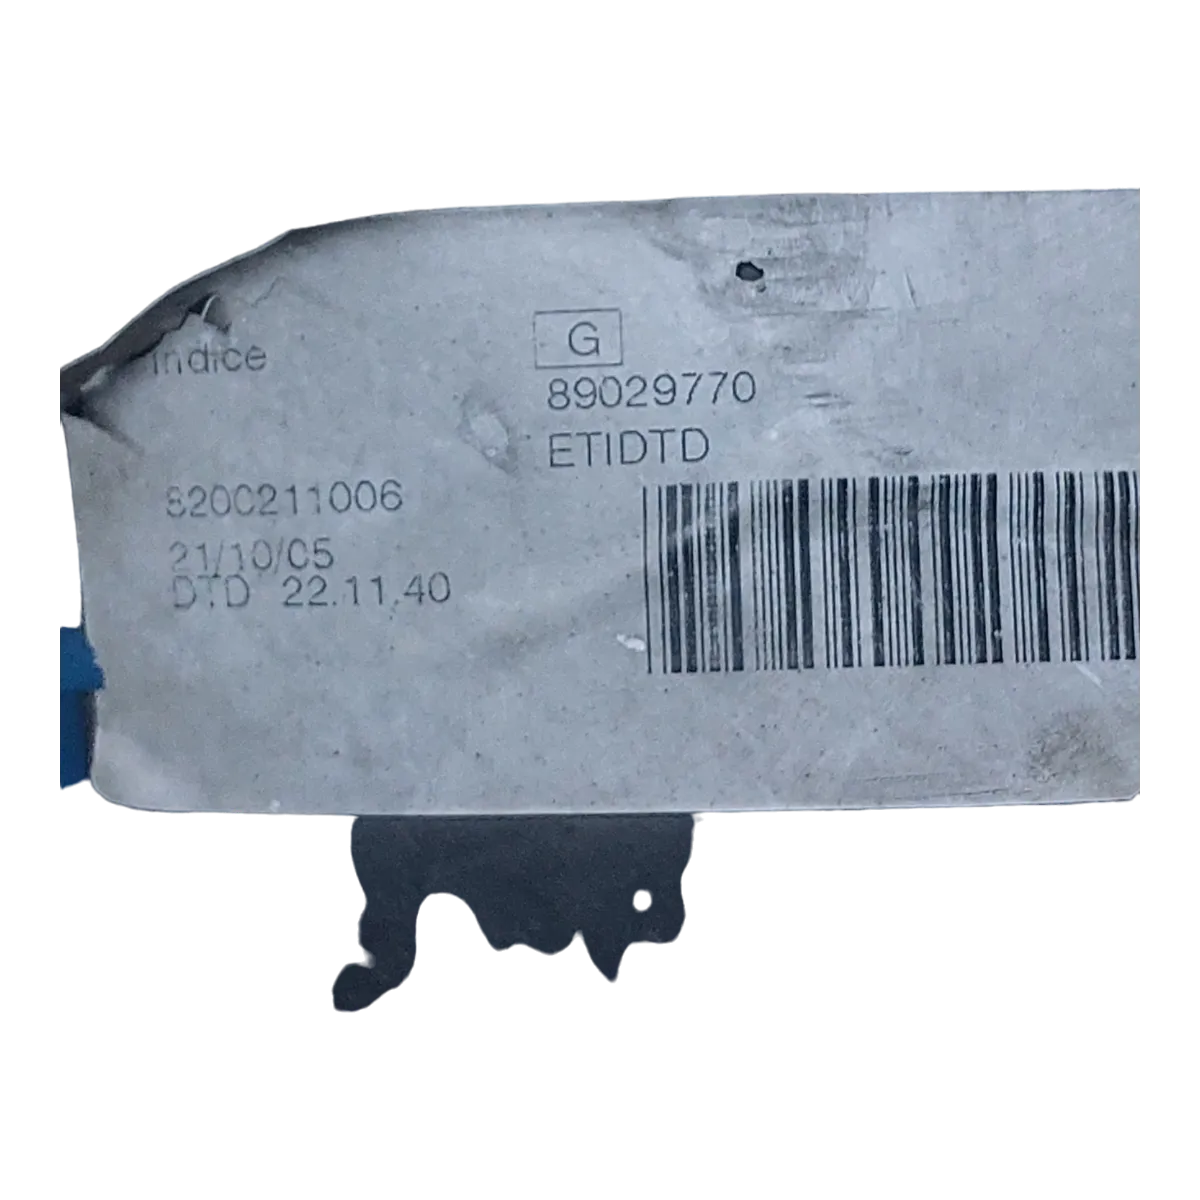 Indice
G
89029770
ETIDTD
8200211006
21/10/05
DTD 22.11.40